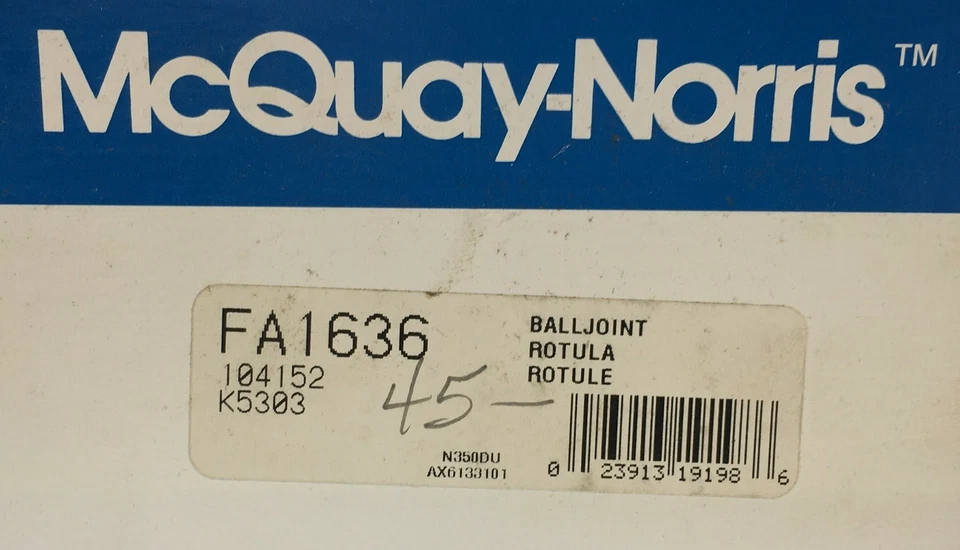 McQuay-Norris™
FA1636
104152
K5303
45—
BALLJOINT
ROTULA
ROTULE
N350DU
AX6133101
0 23913 19198 6